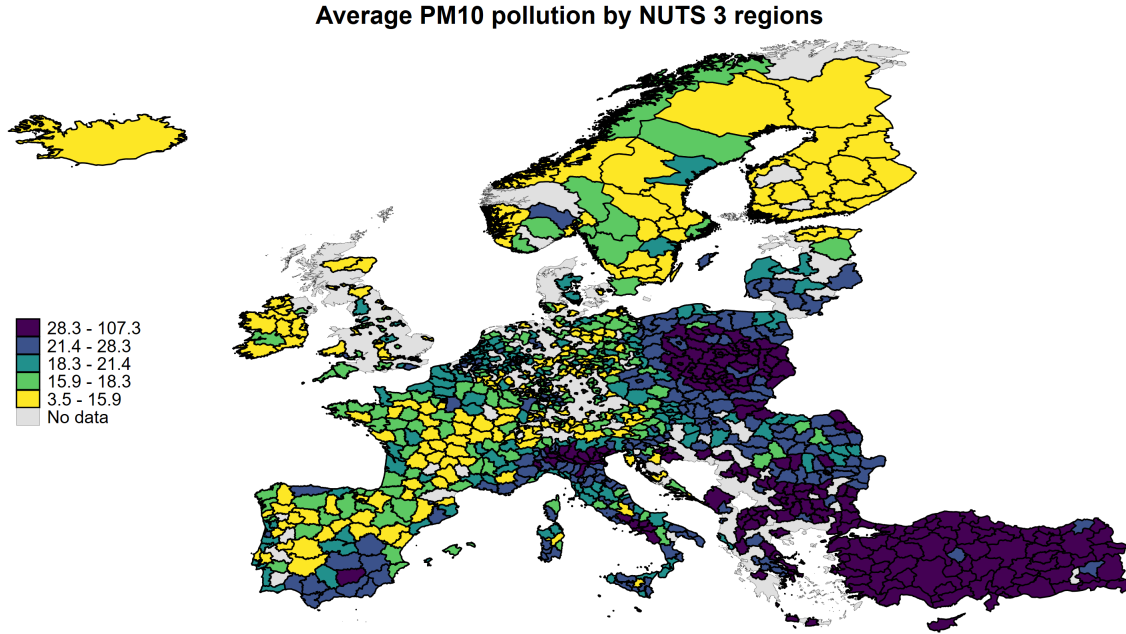 Average PM10 pollution by NUTS 3 regions
28.3 - 107.3
21.4 - 28.3
18.3 - 21.4
15.9 - 18.3
3.5 - 15.9
No data